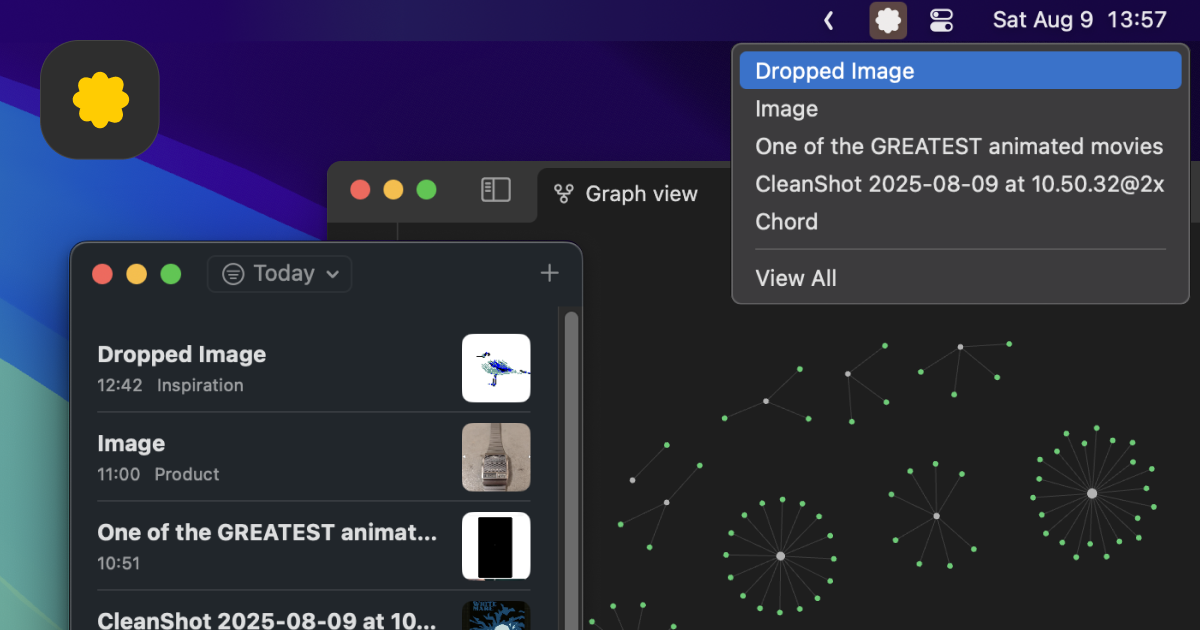 Sat Aug 9 13:57
Dropped Image
Image
One of the GREATEST animated movies
CleanShot 2025-08-09 at 10.50.32@2x
Chord
View All
Graph view
Today
Dropped Image
12:42 Inspiration
Image
11:00 Product
One of the GREATEST animat...
10:51
CleanShot 2025-08-09 at 10...
WHITE
MARE